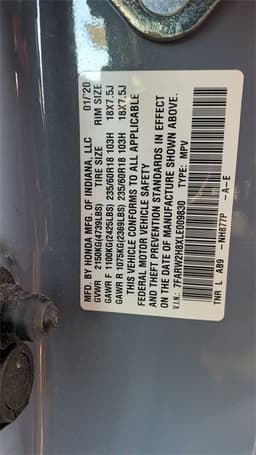 MFD. BY HONDA MFG. OF INDIANA, LLC 01/'20
GVWR 2150KG(4739LBS) TIRE SIZE RIM SIZE
GAWR F 1100KG(2425LBS) 235/60R18 103H 18X7.5J
GAWR R 1075KG(2369LBS) 235/60R18 103H 18X7.5J
THIS VEHICLE CONFORMS TO ALL APPLICABLE
FEDERAL MOTOR VEHICLE SAFETY
AND THEFT PREVENTION STANDARDS IN EFFECT
ON THE DATE OF MANUFACTURE SHOWN ABOVE.
V.I.N.: 7FARW2H8XLE009830 TYPE: MPV
TNR L AB9 -NH877P -A-E